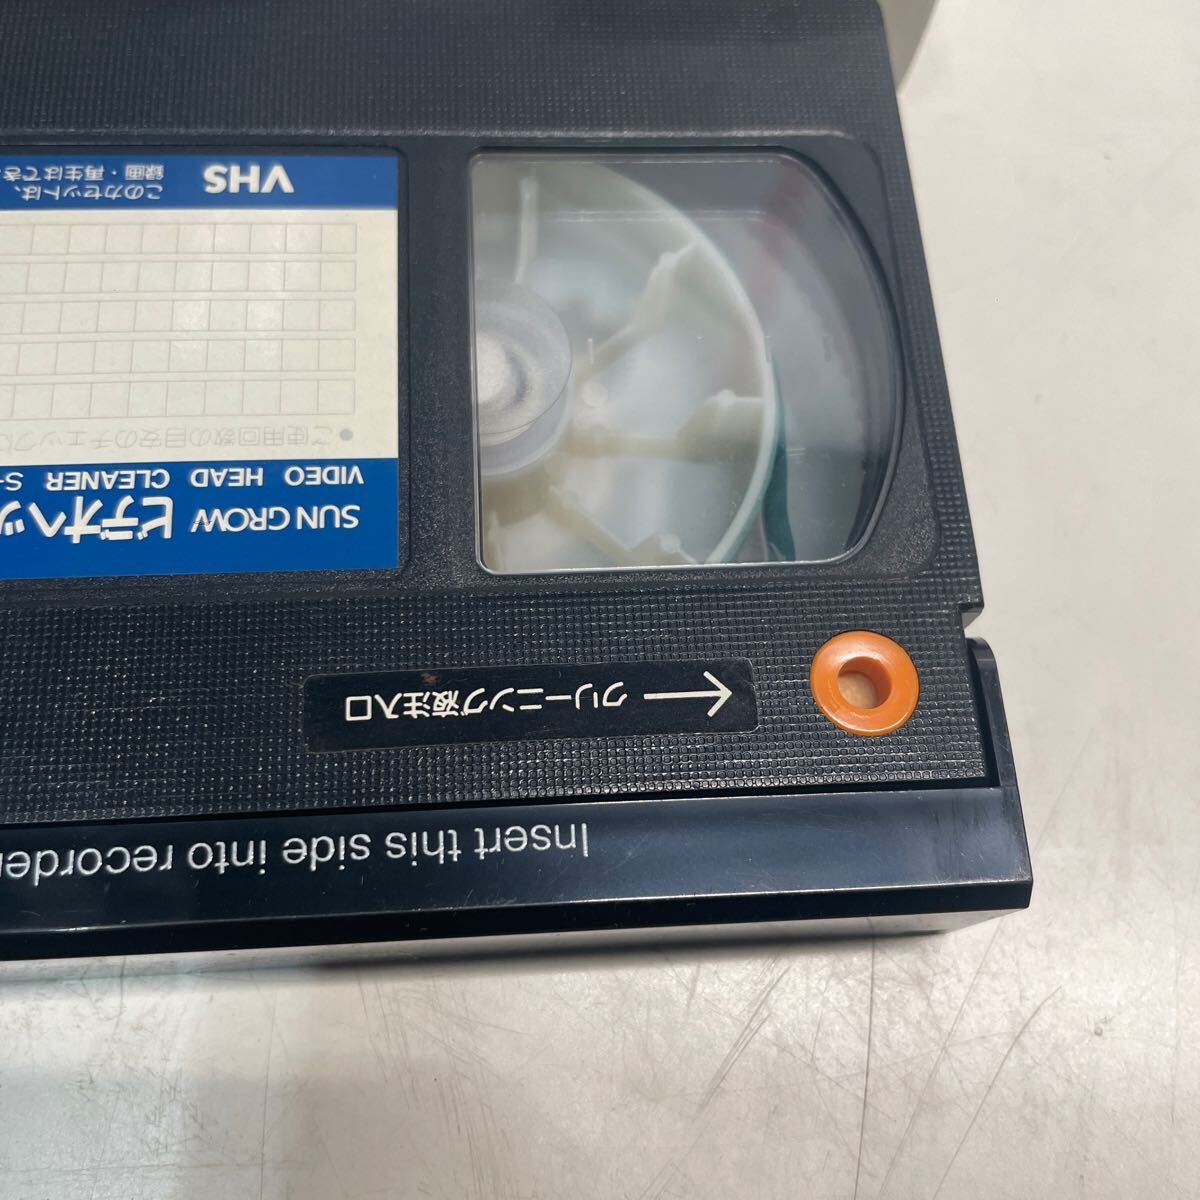 Insert this side into recorder
← クリーニング液注入口
SUN GROW ビデオヘッ
VIDEO HEAD CLEANER S-
●ご使用回数の目安のチェックに
VHS
このカセットは、
録画・再生はでき